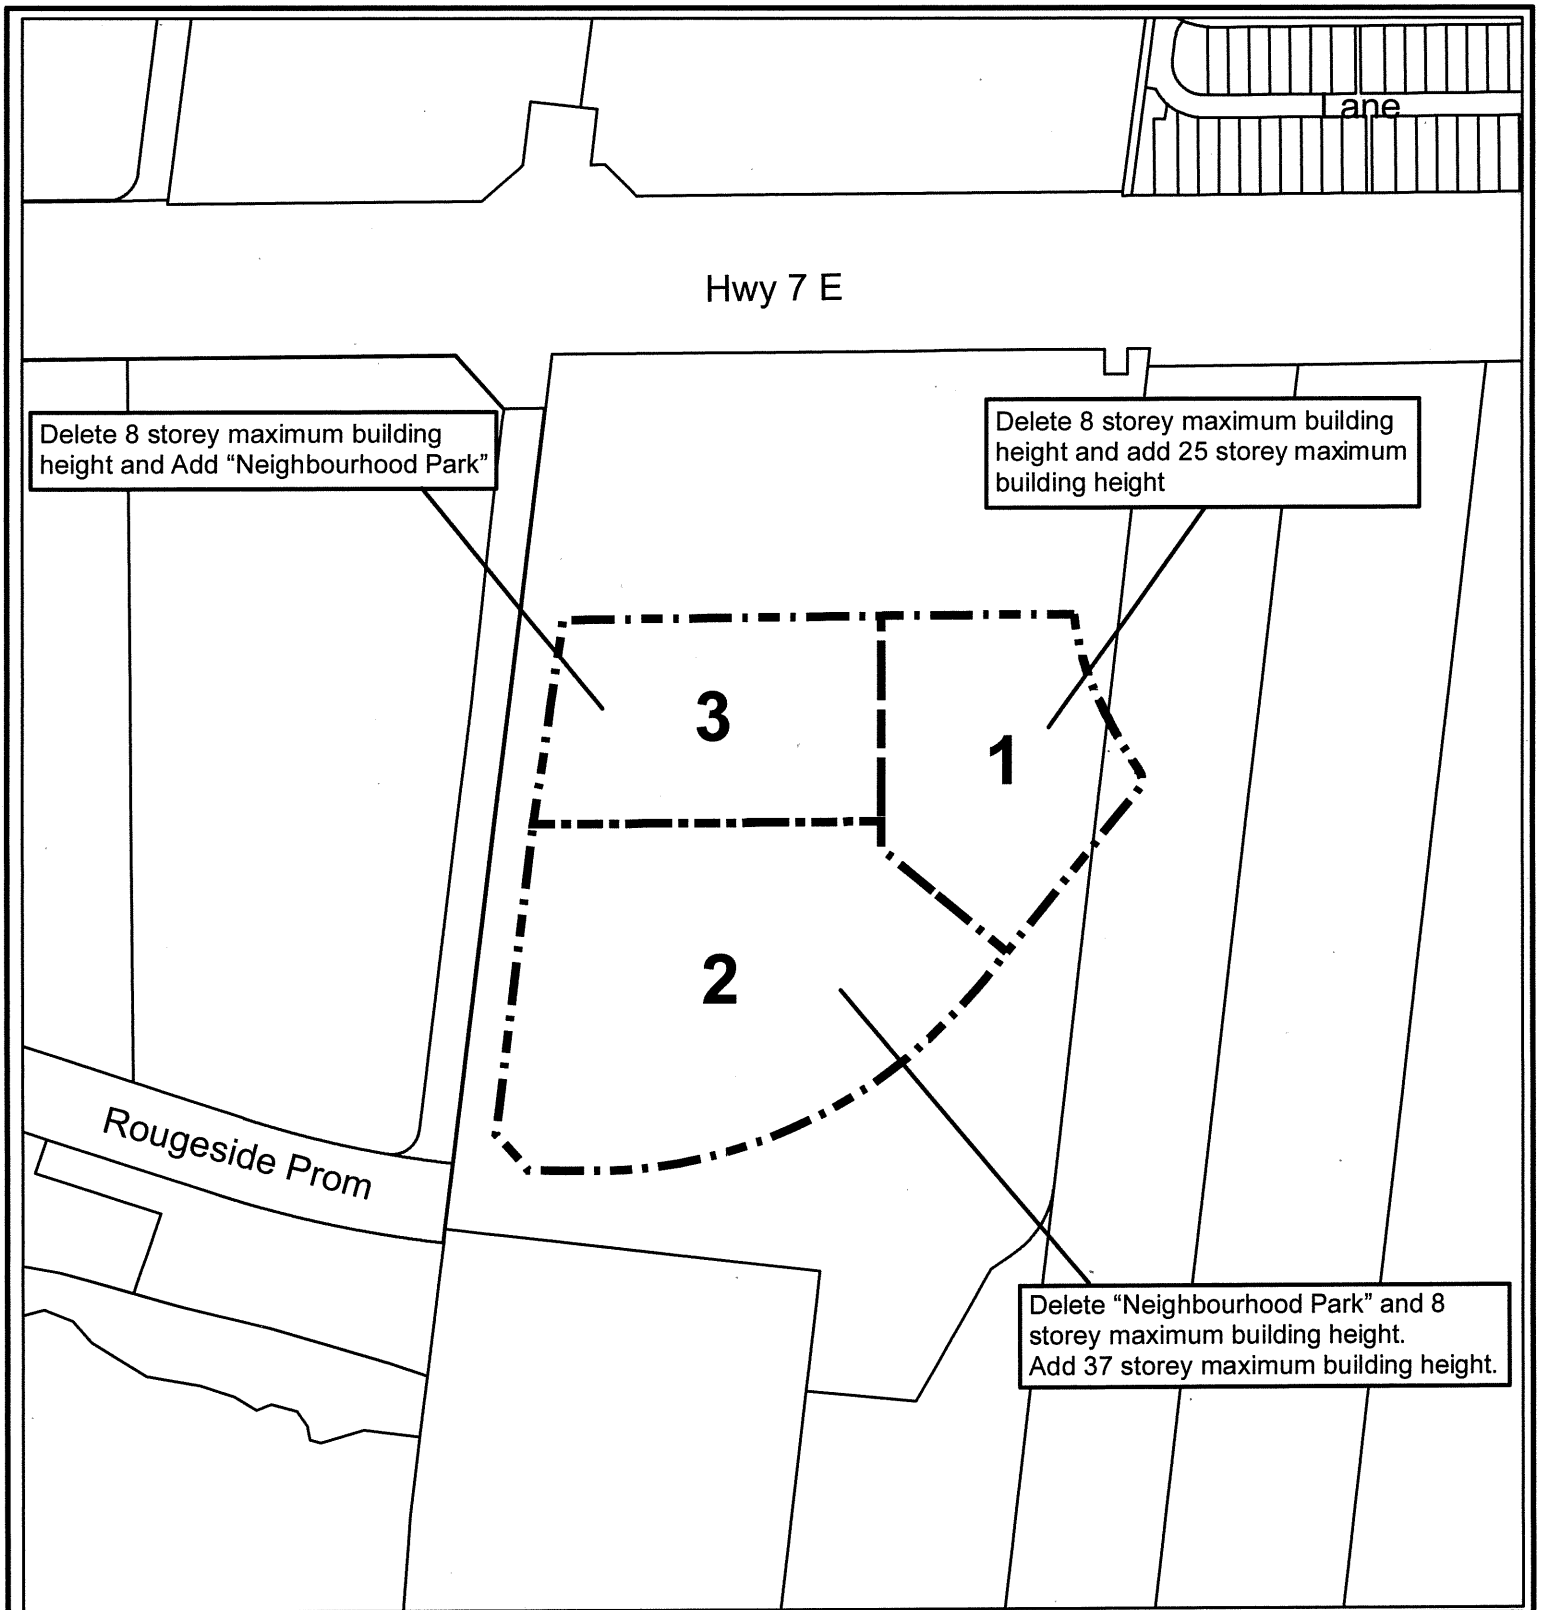 Lane
Hwy 7 E
Delete 8 storey maximum building
height and Add “Neighbourhood Park”
Delete 8 storey maximum building
height and add 25 storey maximum
building height
3
1
2
Rougeside Prom
Delete “Neighbourhood Park” and 8
storey maximum building height.
Add 37 storey maximum building height.